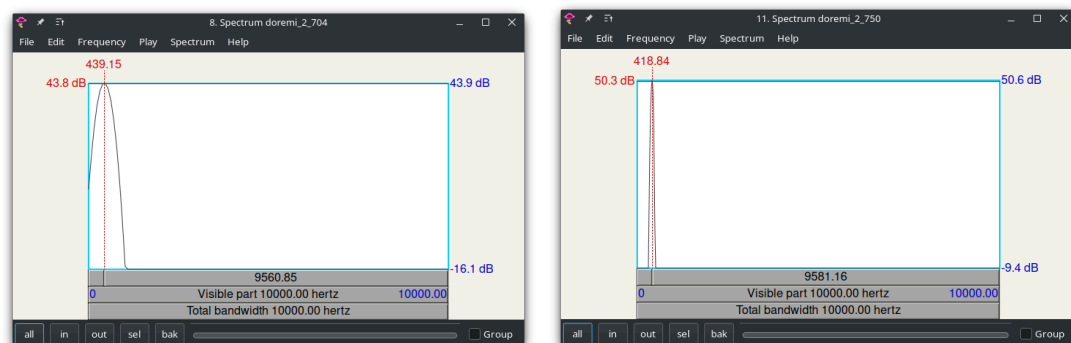 8. Spectrum doremi_2_704
File Edit Frequency Play Spectrum Help
439.15
43.8 dB 43.9 dB
-16.1 dB
9560.85
0 Visible part 10000.00 hertz 10000.00
Total bandwidth 10000.00 hertz
all in out sel bak Group
11. Spectrum doremi_2_750
File Edit Frequency Play Spectrum Help
418.84
50.3 dB 50.6 dB
-9.4 dB
9581.16
0 Visible part 10000.00 hertz 10000.00
Total bandwidth 10000.00 hertz
all in out sel bak Group